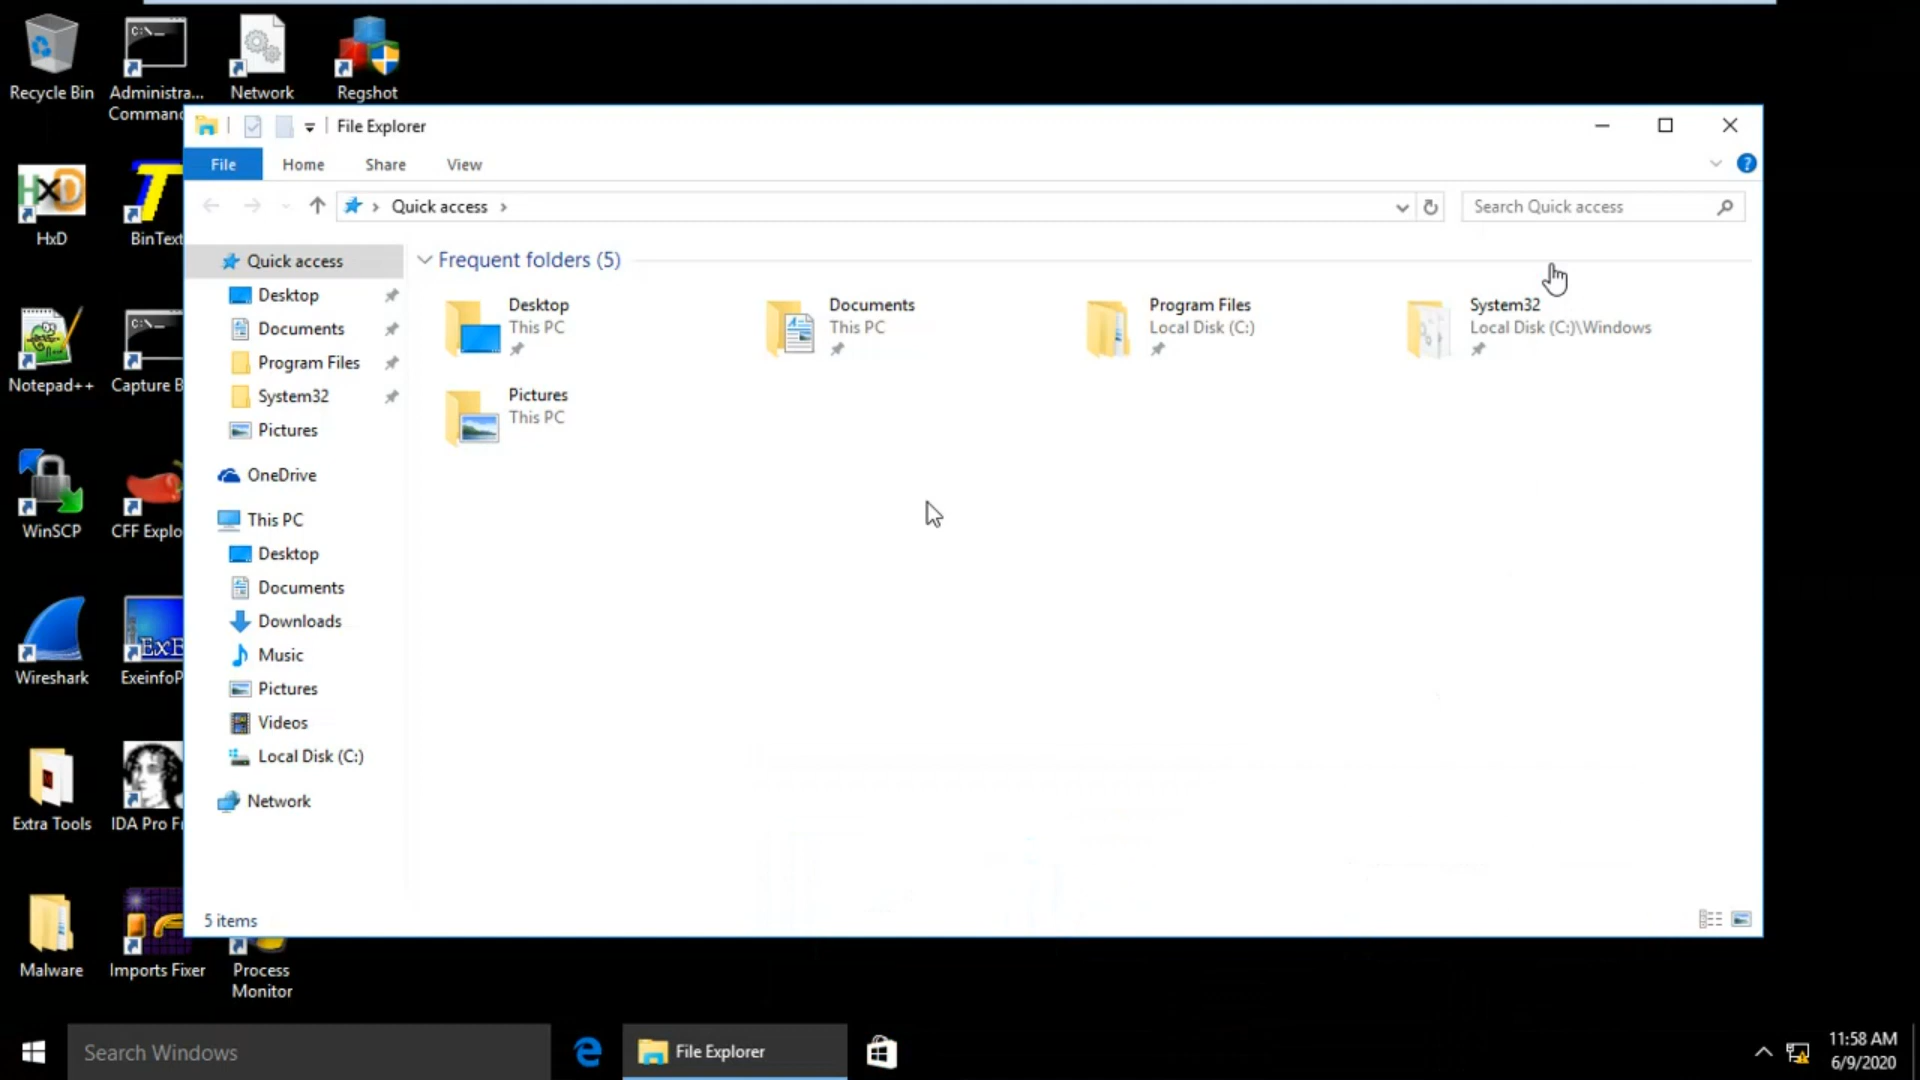 Recycle Bin
Administra...
Command
Network
Regshot
HxD
BinText
Notepad++
Capture B
WinSCP
CFF Explo
Wireshark
ExeinfoP
Extra Tools
IDA Pro F
Malware
Imports Fixer
Process
Monitor
File Explorer
File
Home
Share
View
Quick access
Search Quick access
Quick access
Desktop
Documents
Program Files
System32
Pictures
OneDrive
This PC
Desktop
Documents
Downloads
Music
Pictures
Videos
Local Disk (C:)
Network
Frequent folders (5)
Desktop
This PC
Documents
This PC
Program Files
Local Disk (C:)
System32
Local Disk (C:)\Windows
Pictures
This PC
5 items
Search Windows
File Explorer
11:58 AM
6/9/2020